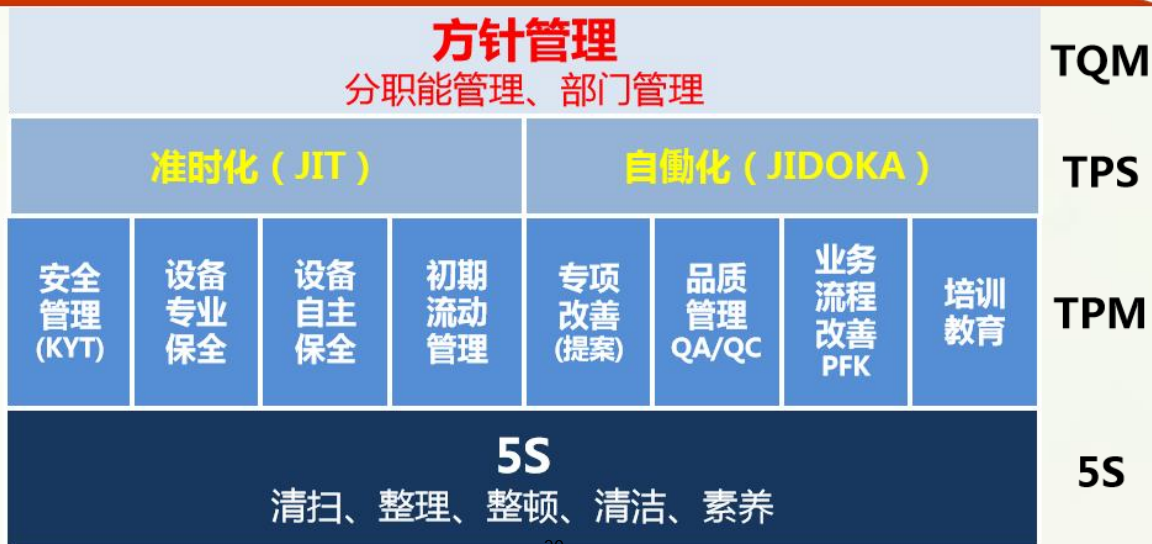 方针管理
分职能管理、部门管理
TQM
准时化（JIT）
自働化（JIDOKA）
TPS
安全
管理
(KYT)
设备
专业
保全
设备
自主
保全
初期
流动
管理
专项
改善
(提案)
品质
管理
QA/QC
业务
流程
改善
PFK
培训
教育
TPM
5S
清扫、整理、整顿、清洁、素养
5S